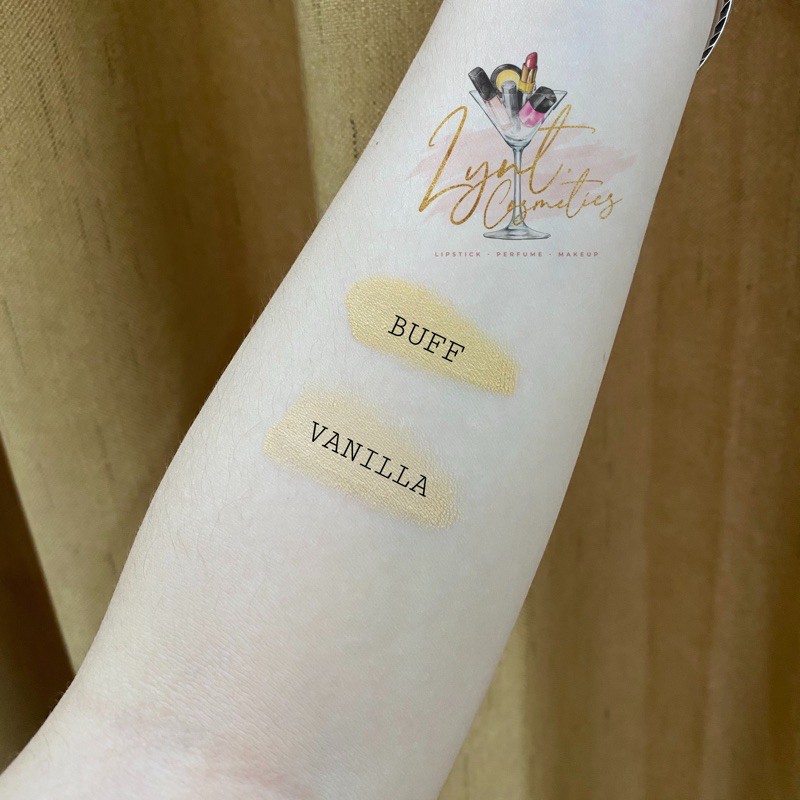 Lynt.
Cosmetics
LIPSTICK · PERFUME · MAKEUP
BUFF
VANILLA